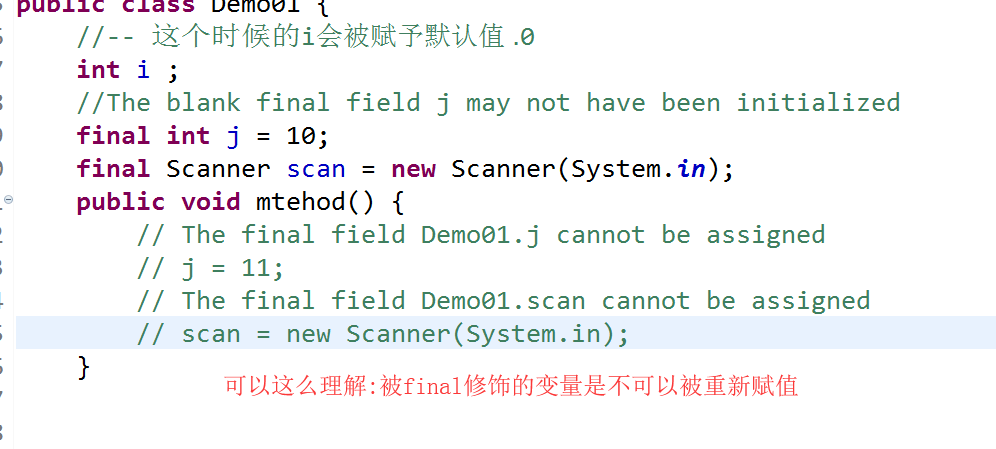 public class Demo01 {
//-- 这个时候的i会被赋予默认值.0
int i ;
//The blank final field j may not have been initialized
final int j = 10;
final Scanner scan = new Scanner(System.in);
public void mtehod() {
// The final field Demo01.j cannot be assigned
// j = 11;
// The final field Demo01.scan cannot be assigned
// scan = new Scanner(System.in);
}
可以这么理解:被final修饰的变量是不可以被重新赋值